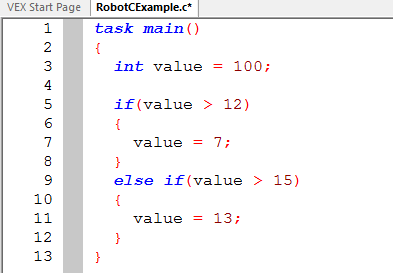 VEX Start Page RobotCExample.c*
1 task main()
2 {
3 int value = 100;
4
5 if(value > 12)
6 {
7 value = 7;
8 }
9 else if(value > 15)
10 {
11 value = 13;
12 }
13 }